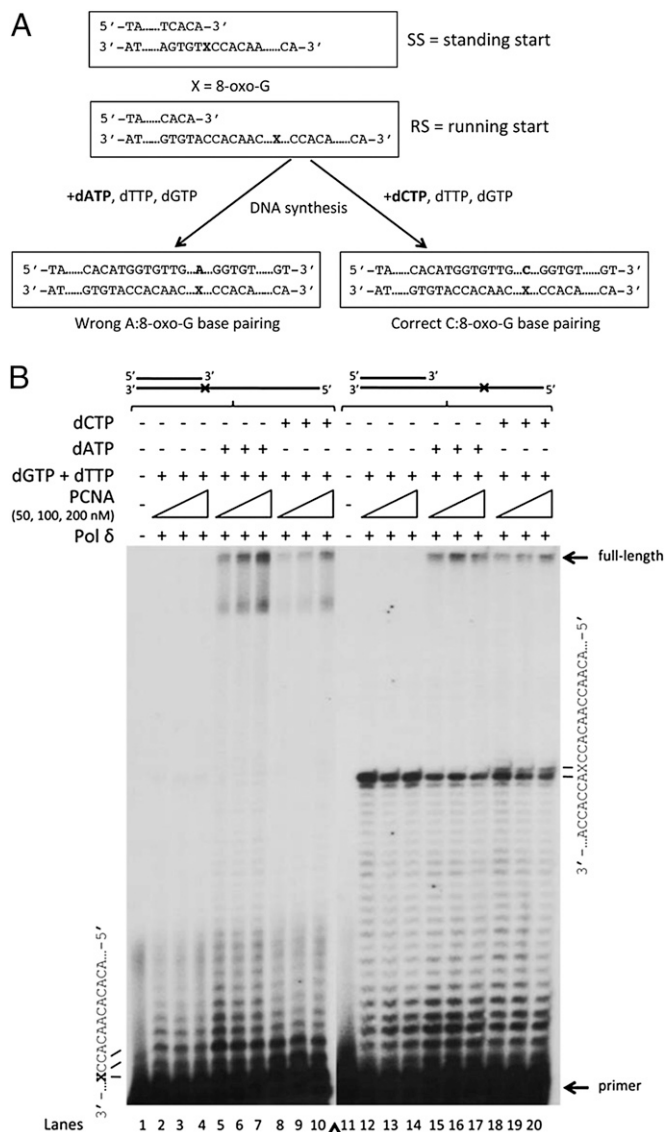 A
5′-TA……TCACA-3′
3′-AT……AGTGTXCCACAA……CA-3′
SS = standing start
X = 8-oxo-G
5′-TA……CACA-3′
3′-AT……GTGTACCACAAC...X...CCACA……CA-3′
RS = running start
+dATP, dTTP, dGTP
DNA synthesis
+dCTP, dTTP, dGTP
5′-TA……CACATGGTGTTG...A...GGTGT……GT-3′
3′-AT……GTGTACCACAAC...X...CCACA……CA-3′
Wrong A:8-oxo-G base pairing
5′-TA……CACATGGTGTTG...C...GGTGT……GT-3′
3′-AT……GTGTACCACAAC...X...CCACA……CA-3′
Correct C:8-oxo-G base pairing
B
5′ 3′
3′ 5′
5′ 3′
3′ 5′
dCTP - - - - - - - + + + - - - - - - - + + +
dATP - - - - + + + - - - - - - - + + + - - -
dGTP + dTTP - + + + + + + + + + - + + + + + + + + +
PCNA - -
(50, 100, 200 nM)
Pol δ - + + + + + + + + + - + + + + + + + + +
full-length
3′-…ACCACCAXCCACAACCAACA…-5′
3′-…XCCACAACACACA…-5′
primer
Lanes 1 2 3 4 5 6 7 8 9 10 11 12 13 14 15 16 17 18 19 20